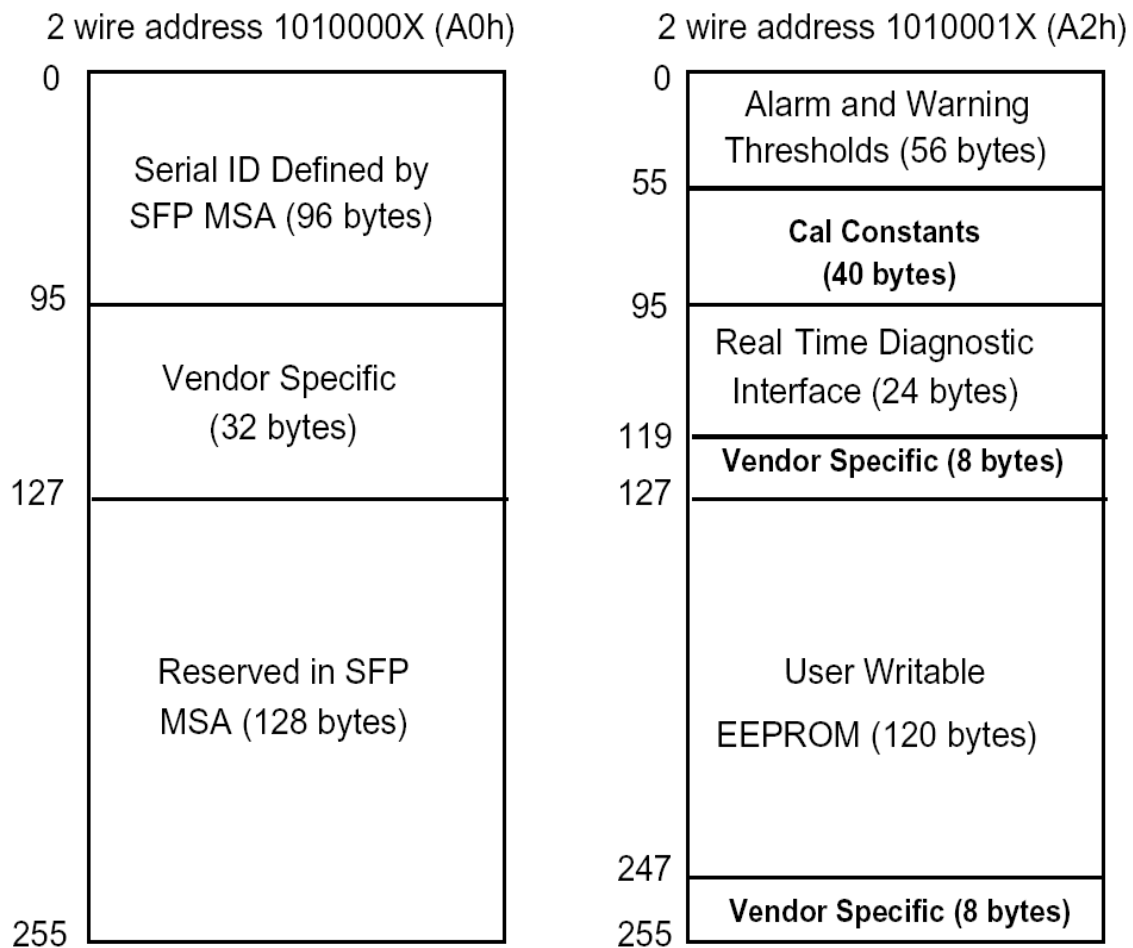 2 wire address 1010000X (A0h)
0
Serial ID Defined by
SFP MSA (96 bytes)
95
Vendor Specific
(32 bytes)
127
Reserved in SFP
MSA (128 bytes)
255
2 wire address 1010001X (A2h)
0
Alarm and Warning
Thresholds (56 bytes)
55
Cal Constants
(40 bytes)
95
Real Time Diagnostic
Interface (24 bytes)
119
Vendor Specific (8 bytes)
127
User Writable
EEPROM (120 bytes)
247
Vendor Specific (8 bytes)
255